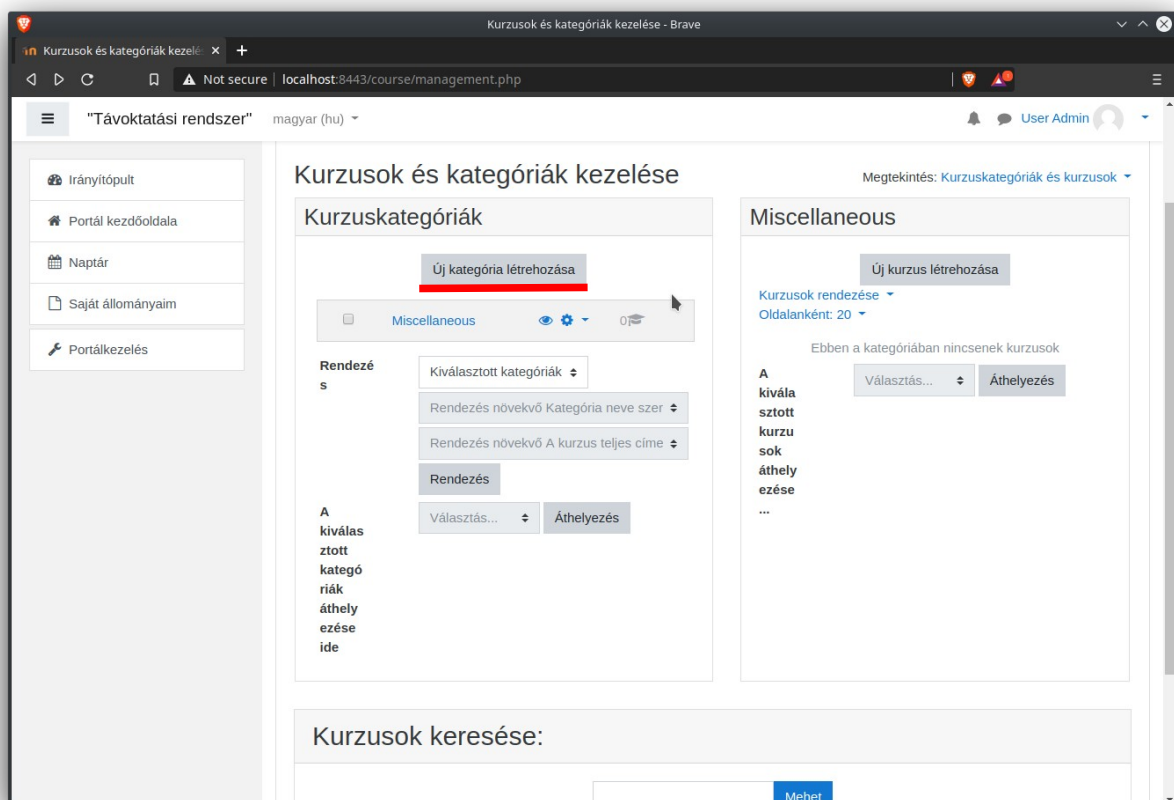 Kurzusok és kategóriák kezelése - Brave
Kurzusok és kategóriák kezelé
Not secure | localhost:8443/course/management.php
"Távoktatási rendszer" magyar (hu)
User Admin
Irányítópult
Portál kezdőoldala
Naptár
Saját állományaim
Portálkezelés
Kurzusok és kategóriák kezelése
Megtekintés: Kurzuskategóriák és kurzusok
Kurzuskategóriák
Új kategória létrehozása
Miscellaneous
0
Rendezé
s
Kiválasztott kategóriák
Rendezés növekvő Kategória neve szer
Rendezés növekvő A kurzus teljes címe
Rendezés
A
kiválas
ztott
kategó
riák
áthely
ezése
ide
Választás...
Áthelyezés
Miscellaneous
Új kurzus létrehozása
Kurzusok rendezése
Oldalanként: 20
Ebben a kategóriában nincsenek kurzusok
A
kivála
sztott
kurzu
sok
áthely
ezése
...
Választás...
Áthelyezés
Kurzusok keresése:
Mehet